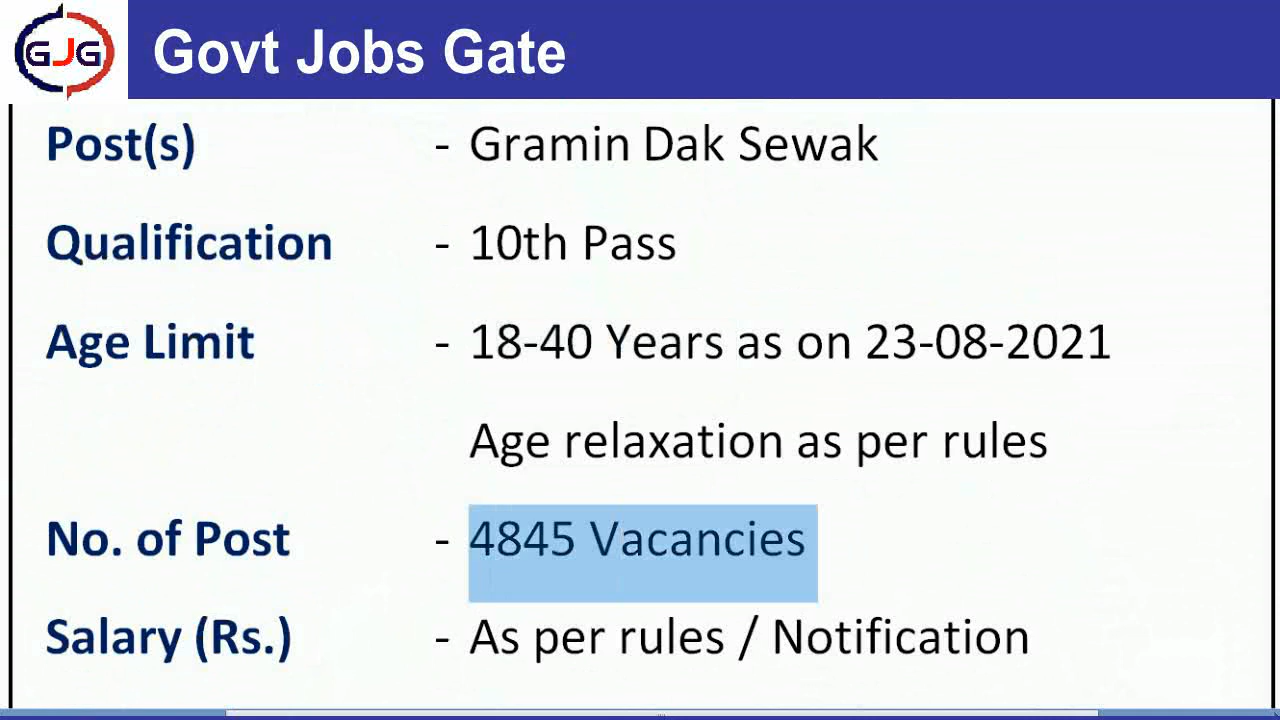 GJG Govt Jobs Gate
Post(s) - Gramin Dak Sewak
Qualification - 10th Pass
Age Limit - 18-40 Years as on 23-08-2021
Age relaxation as per rules
No. of Post - 4845 Vacancies
Salary (Rs.) - As per rules / Notification